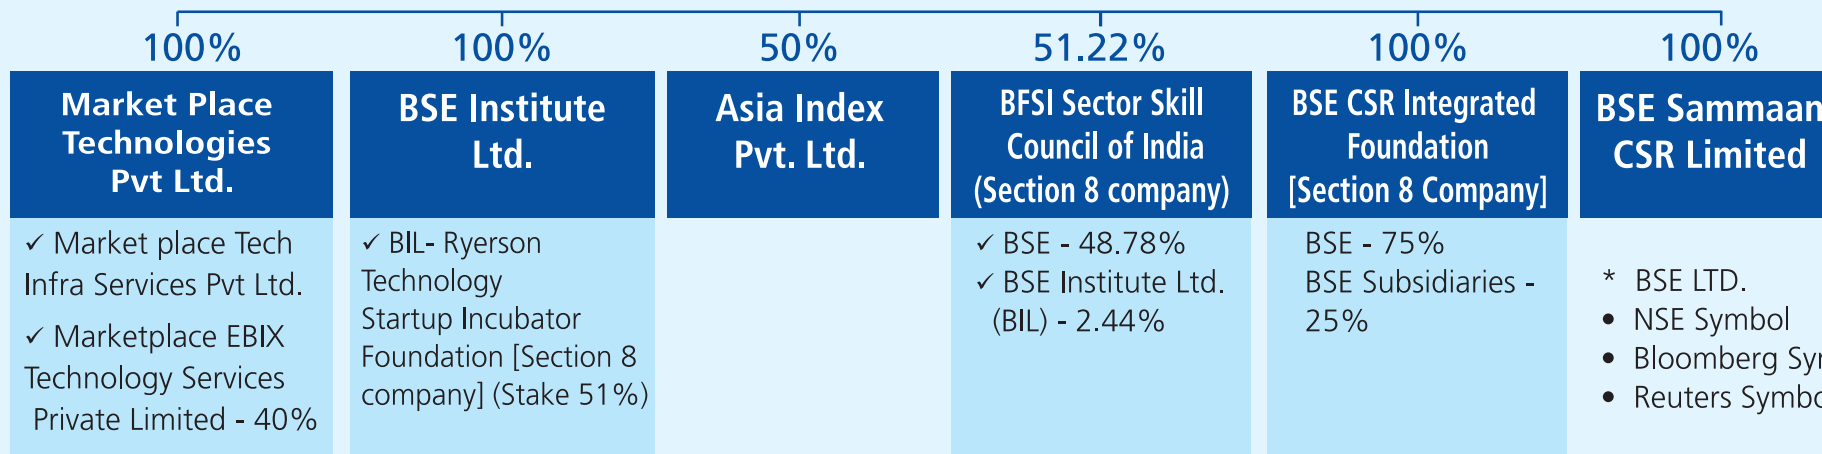 100%
Market Place
Technologies
Pvt Ltd.
✓ Market place Tech
Infra Services Pvt Ltd.
✓ Marketplace EBIX
Technology Services
Private Limited - 40%
100%
BSE Institute
Ltd.
✓ BIL- Ryerson
Technology
Startup Incubator
Foundation [Section 8
company] (Stake 51%)
50%
Asia Index
Pvt. Ltd.
51.22%
BFSI Sector Skill
Council of India
(Section 8 company)
✓ BSE - 48.78%
✓ BSE Institute Ltd.
(BIL) - 2.44%
100%
BSE CSR Integrated
Foundation
[Section 8 Company]
BSE - 75%
BSE Subsidiaries -
25%
100%
BSE Sammaan
CSR Limited
* BSE LTD.
• NSE Symbol
• Bloomberg
• Reuters